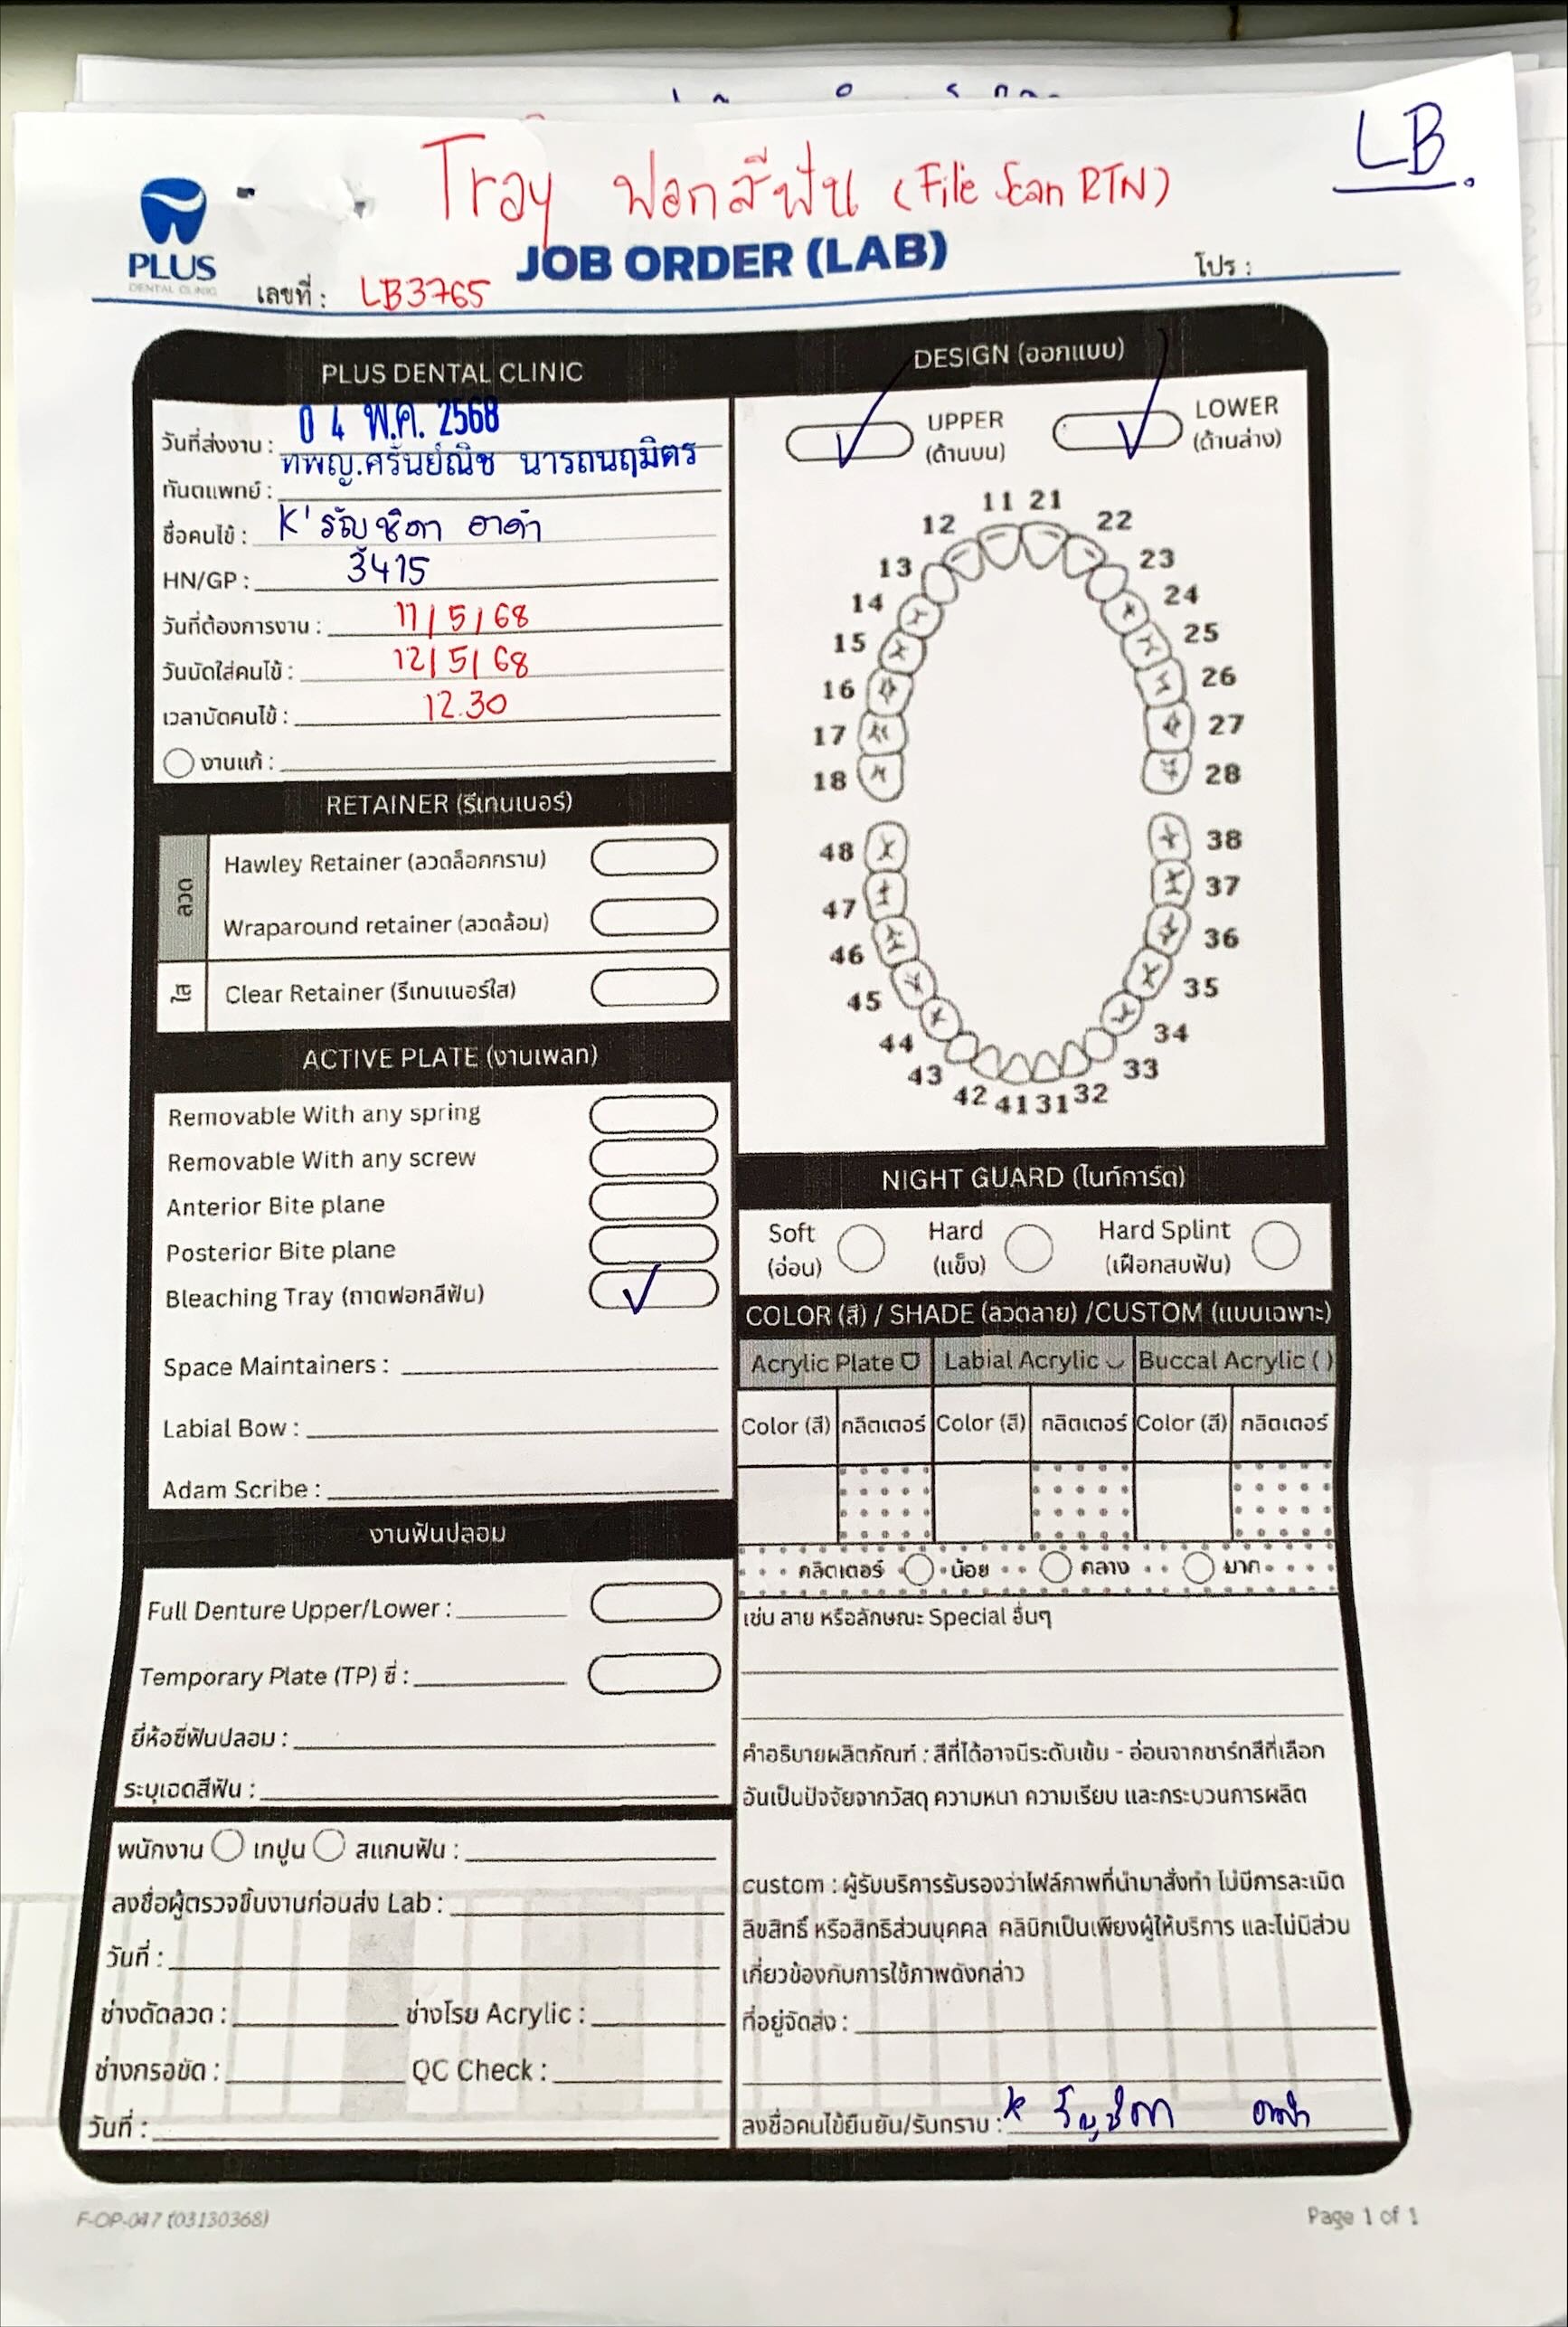 LB.
Tray ฟอกสีฟัน (File Scan RTN)
PLUS
DENTAL CLINIC
JOB ORDER (LAB)
เลขที่ : LB3765
โปร :
PLUS DENTAL CLINIC
วันที่ส่งงาน : 04 พ.ค. 2568
ทันตแพทย์ : ทพญ.ศรันย์ณิช นารถนฤมิตร
ชื่อคนไข้ : K' รัญชิดา อาดำ
HN/GP : 3415
วันที่ต้องการงาน : 11/5/68
วันนัดใส่คนไข้ : 12/5/68
เวลานัดคนไข้ : 12.30
งานแก้ :
RETAINER (รีเทนเนอร์)
ลวด
Hawley Retainer (ลวดล็อกกราม)
Wraparound retainer (ลวดล้อม)
ใส
Clear Retainer (รีเทนเนอร์ใส)
ACTIVE PLATE (งานเพลท)
Removable With any spring
Removable With any screw
Anterior Bite plane
Posterior Bite plane
Bleaching Tray (ถาดฟอกสีฟัน) ✓
Space Maintainers :
Labial Bow :
Adam Scribe :
งานฟันปลอม
Full Denture Upper/Lower :
Temporary Plate (TP) ซี่ :
ยี่ห้อซี่ฟันปลอม :
ระบุเฉดสีฟัน :
พนักงาน เทปูน สแกนฟัน :
ลงชื่อผู้ตรวจชิ้นงานก่อนส่ง Lab :
วันที่ :
ช่างดัดลวด : ช่างโรย Acrylic :
ช่างกรอขัด : QC Check :
วันที่ :
DESIGN (ออกแบบ)
✓ UPPER (ด้านบน) ✓ LOWER (ด้านล่าง)
11 21
12 22
13 23
14 24
15 25
16 26
17 27
18 28
48 38
47 37
46 36
45 35
44 34
43 33
42 41 31 32
NIGHT GUARD (ไนท์การ์ด)
Soft (อ่อน) Hard (แข็ง) Hard Splint (เฝือกสบฟัน)
COLOR (สี) / SHADE (ลวดลาย) /CUSTOM (แบบเฉพาะ)
Acrylic Plate Labial Acrylic Buccal Acrylic ( )
Color (สี) กลิตเตอร์ Color (สี) กลิตเตอร์ Color (สี) กลิตเตอร์
กลิตเตอร์ น้อย กลาง มาก
เช่น ลาย หรือลักษณะ Special อื่นๆ
คำอธิบายผลิตภัณฑ์ : สีที่ได้อาจมีระดับเข้ม - อ่อนจากชาร์ทสีที่เลือก
อันเป็นปัจจัยจากวัสดุ ความหนา ความเรียบ และกระบวนการผลิต
custom : ผู้รับบริการรับรองว่าไฟล์ภาพที่นำมาสั่งทำ ไม่มีการละเมิด
ลิขสิทธิ์ หรือสิทธิส่วนบุคคล คลินิกเป็นเพียงผู้ให้บริการ และไม่มีส่วน
เกี่ยวข้องกับการใช้ภาพดังกล่าว
ที่อยู่จัดส่ง :
ลงชื่อคนไข้ยืนยัน/รับทราบ : K รัญชิดา อาดำ
F-OP-047 (03130368)
Page 1 of 1